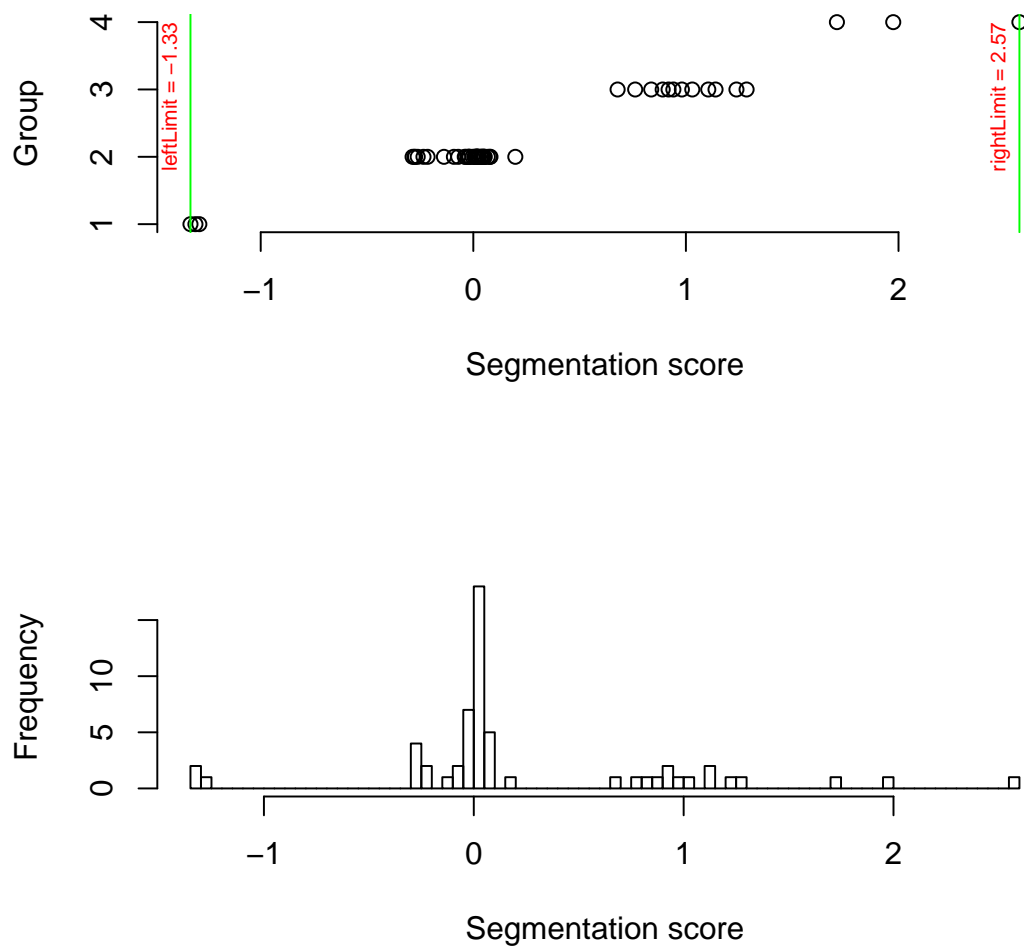 Group
1
2
3
4
leftLimit = −1.33
rightLimit = 2.57
−1 0 1 2
Segmentation score
Frequency
0
5
10
−1 0 1 2
Segmentation score